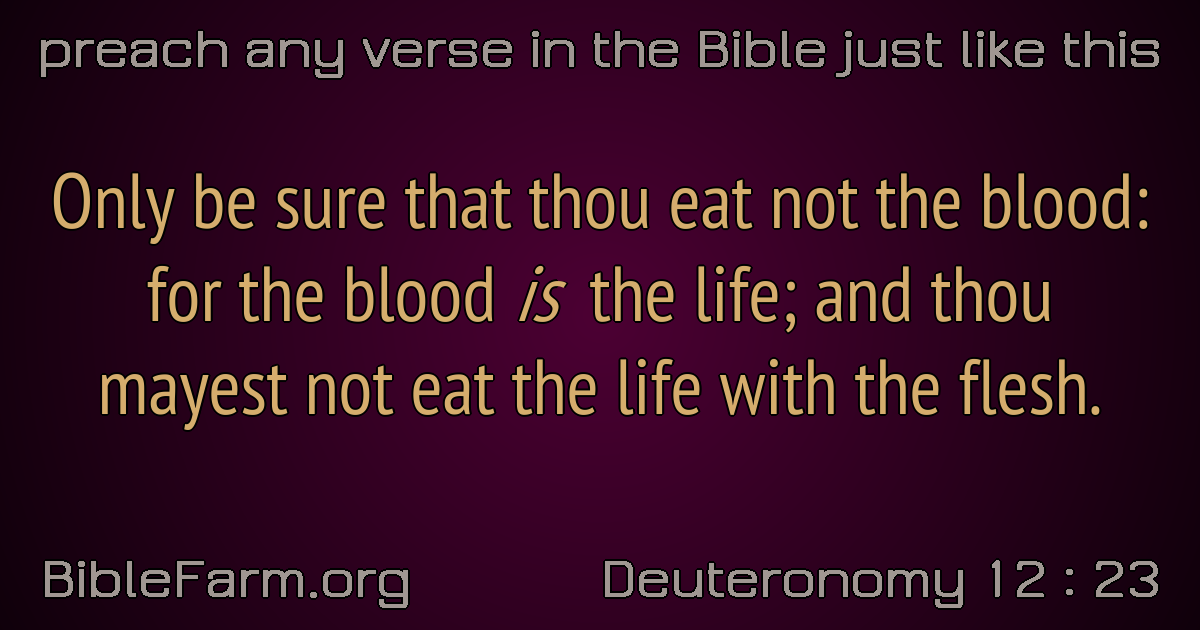 preach any verse in the Bible just like this
Only be sure that thou eat not the blood:
for the blood is the life; and thou
mayest not eat the life with the flesh.
BibleFarm.org
Deuteronomy 12 : 23